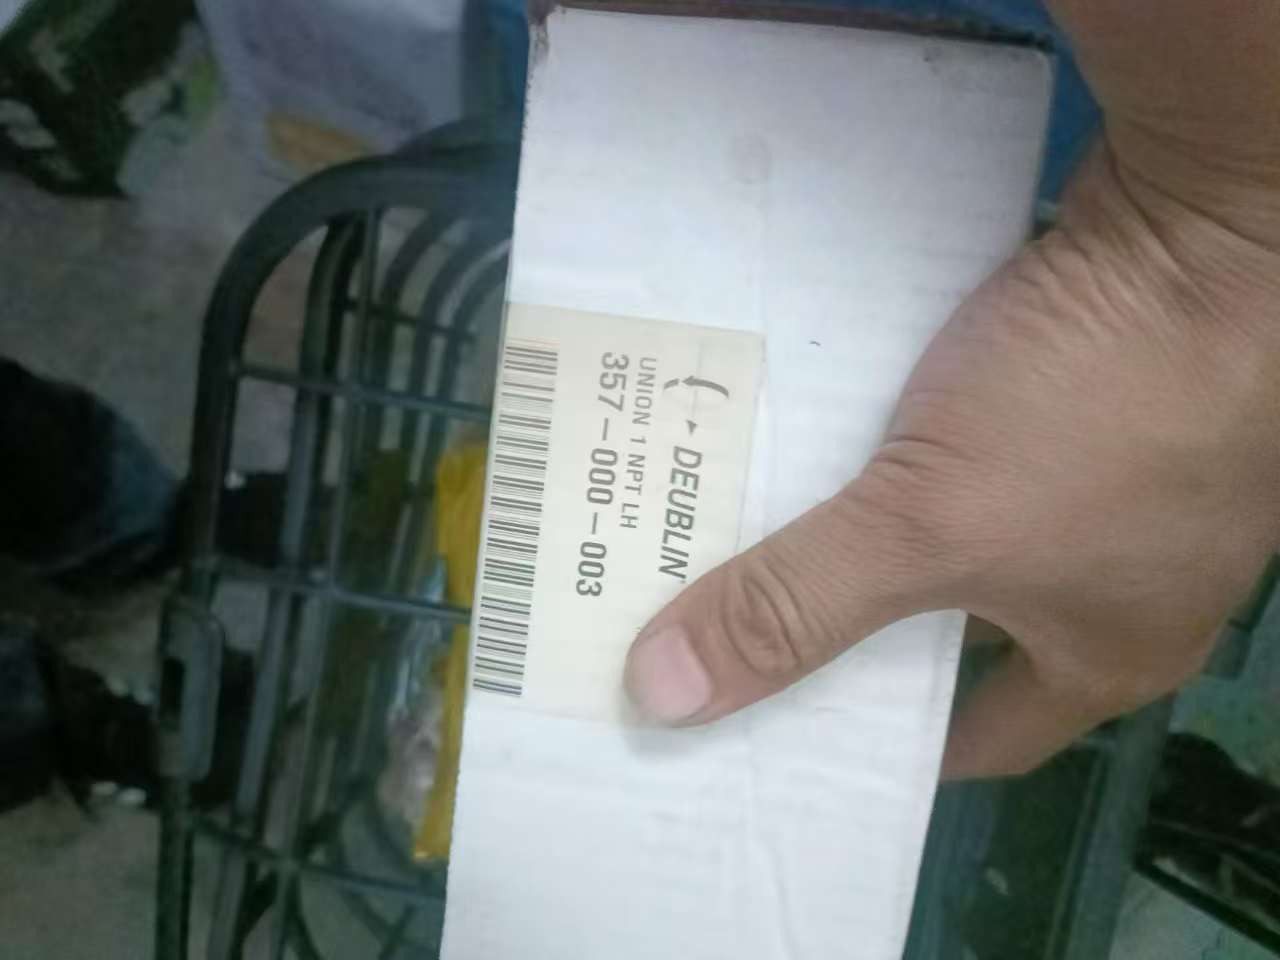 DEUBLIN
UNION 1 NPT LH
357-000-003